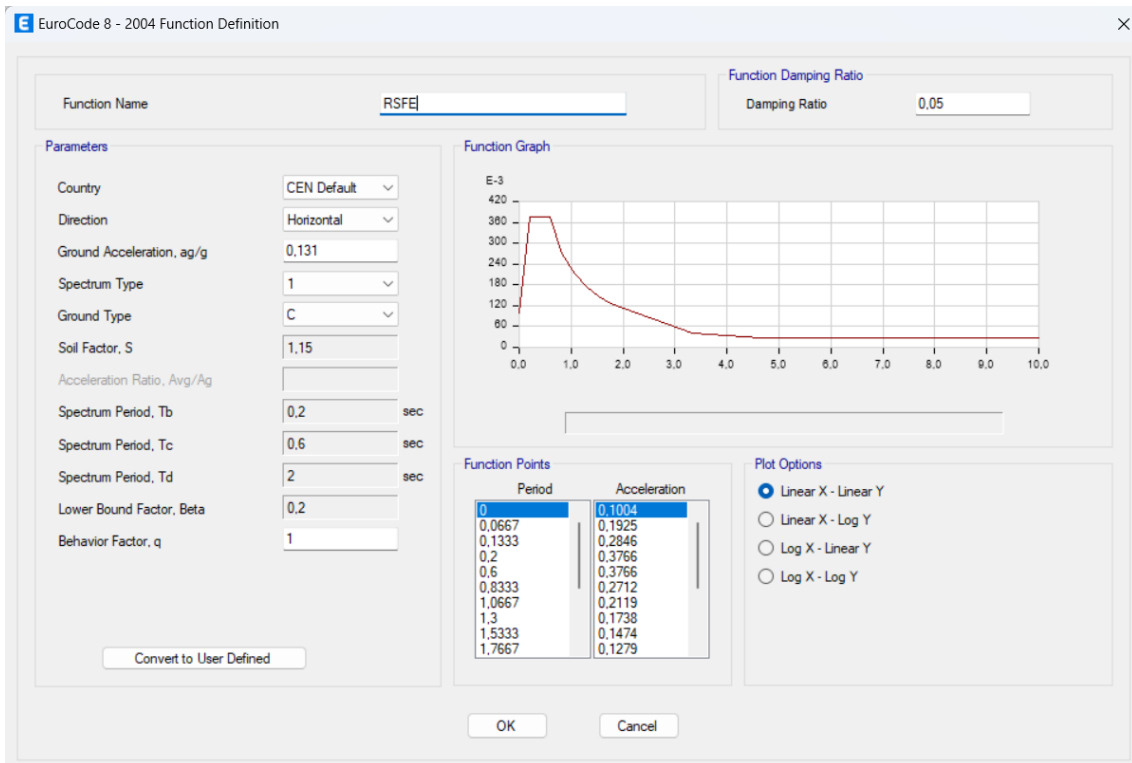 E EuroCode 8 - 2004 Function Definition
Function Name RSFE
Function Damping Ratio
Damping Ratio 0,05
Parameters
Country CEN Default
Direction Horizontal
Ground Acceleration, ag/g 0,131
Spectrum Type 1
Ground Type C
Soil Factor, S 1,15
Acceleration Ratio, Avg/Ag
Spectrum Period, Tb 0,2 sec
Spectrum Period, Tc 0,6 sec
Spectrum Period, Td 2 sec
Lower Bound Factor, Beta 0,2
Behavior Factor, q 1
Convert to User Defined
Function Graph
E-3
420
360
300
240
180
120
60
0
0,0 1,0 2,0 3,0 4,0 5,0 6,0 7,0 8,0 9,0 10,0
Function Points
Period Acceleration
0 0,1004
0,0667 0,1925
0,1333 0,2846
0,2 0,3766
0,6 0,3766
0,8333 0,2712
1,0667 0,2119
1,3 0,1738
1,5333 0,1474
1,7667 0,1279
Plot Options
Linear X - Linear Y
Linear X - Log Y
Log X - Linear Y
Log X - Log Y
OK Cancel